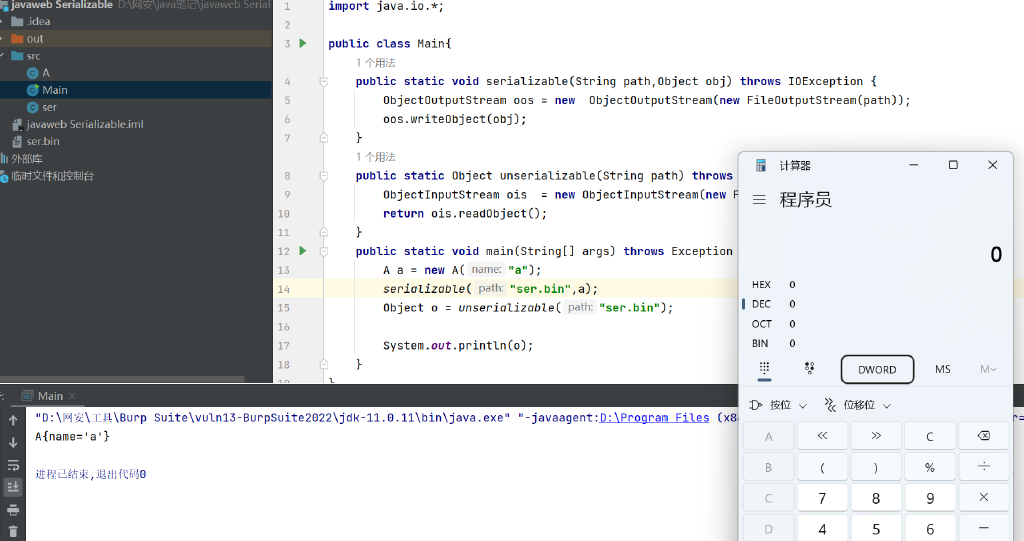 javaweb Serializable D:\网安\java笔记\javaweb Serial
.idea
out
src
A
Main
ser
javaweb Serializable.iml
ser.bin
外部库
临时文件和控制台
1 import java.io.*;
2
3 public class Main{
1 个用法
4 public static void serializable(String path,Object obj) throws IOException {
5 ObjectOutputStream oos = new ObjectOutputStream(new FileOutputStream(path));
6 oos.writeObject(obj);
7 }
1 个用法
8 public static Object unserializable(String path) throws
9 ObjectInputStream ois = new ObjectInputStream(new F
10 return ois.readObject();
11 }
12 public static void main(String[] args) throws Exception
13 A a = new A( name: "a");
14 serializable( path: "ser.bin",a);
15 Object o = unserializable( path: "ser.bin");
16
17 System.out.println(o);
18 }
19 }
计算器
程序员
0
HEX 0
DEC 0
OCT 0
BIN 0
DWORD MS M
按位 位移位
A << >> C
B ( ) % ÷
C 7 8 9 ×
D 4 5 6 −
Main
"D:\网安\工具\Burp Suite\vuln13-BurpSuite2022\jdk-11.0.11\bin\java.exe" "-javaagent:D:\Program Files (x8
A{name='a'}
进程已结束,退出代码0